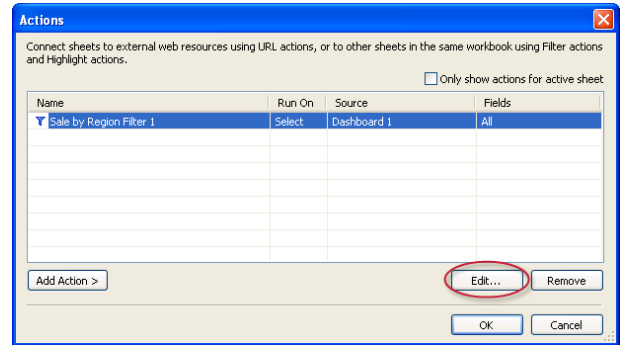 Actions
Connect sheets to external web resources using URL actions, or to other sheets in the same workbook using Filter actions
and Highlight actions.
Only show actions for active sheet
Name Run On Source Fields
Sale by Region Filter 1 Select Dashboard 1 All
Add Action > Edit... Remove
OK Cancel